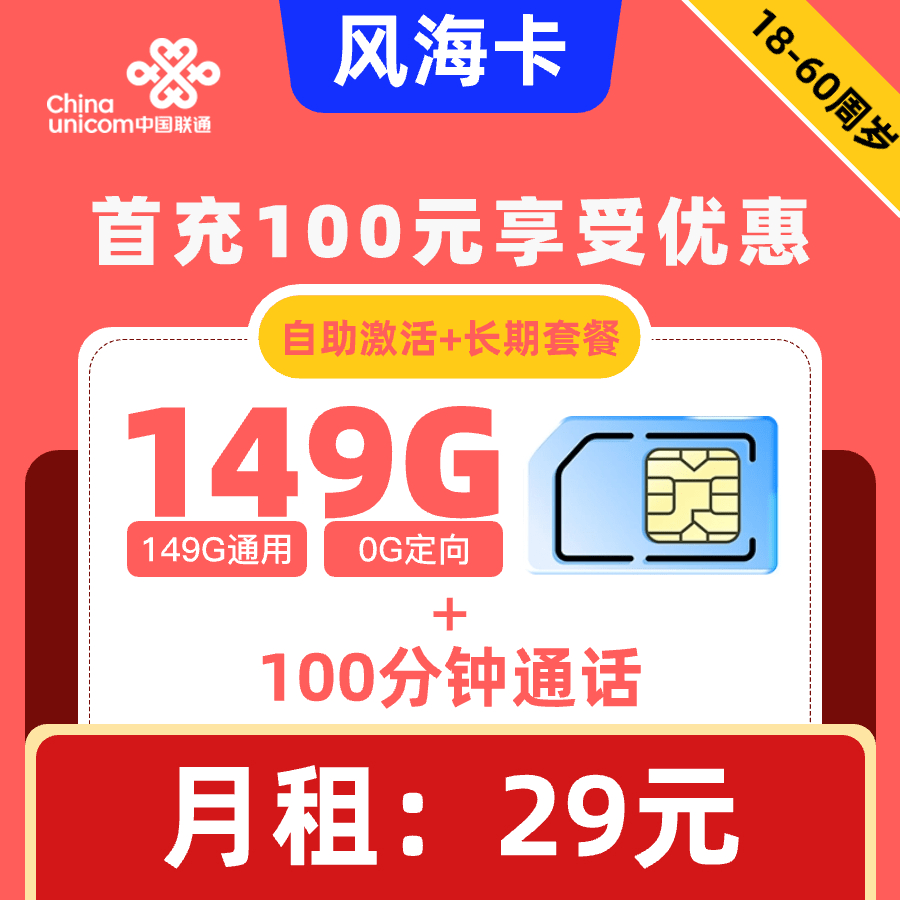 风海卡
18-60周岁
China
unicom中国联通
首充100元享受优惠
自助激活+长期套餐
149G
149G通用
0G定向
+
100分钟通话
月租：29元